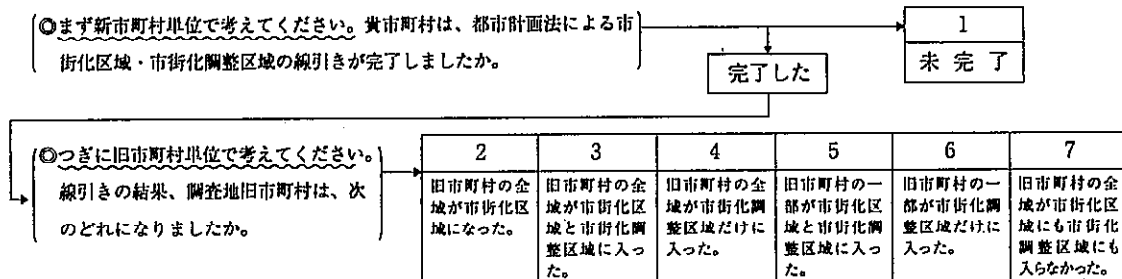 ◎まず新市町村単位で考えてください。貴市町村は、都市計画法による市
街化区域・市街化調整区域の線引きが完了しましたか。
1
未完了
完了した
◎つぎに旧市町村単位で考えてください。
線引きの結果、調査地旧市町村は、次
のどれになりましたか。
2
旧市町村の全
域が市街化区
域になった。
3
旧市町村の全
域が市街化区
域と市街化調
整区域に入っ
た。
4
旧市町村の全
域が市街化調
整区域だけに
入った。
5
旧市町村の一
部が市街化区
域と市街化調
整区域に入っ
た。
6
旧市町村の一
部が市街化調
整区域だけに
入った。
7
旧市町村の全
域が市街化区
域にも市街化
調整区域にも
入らなかった。